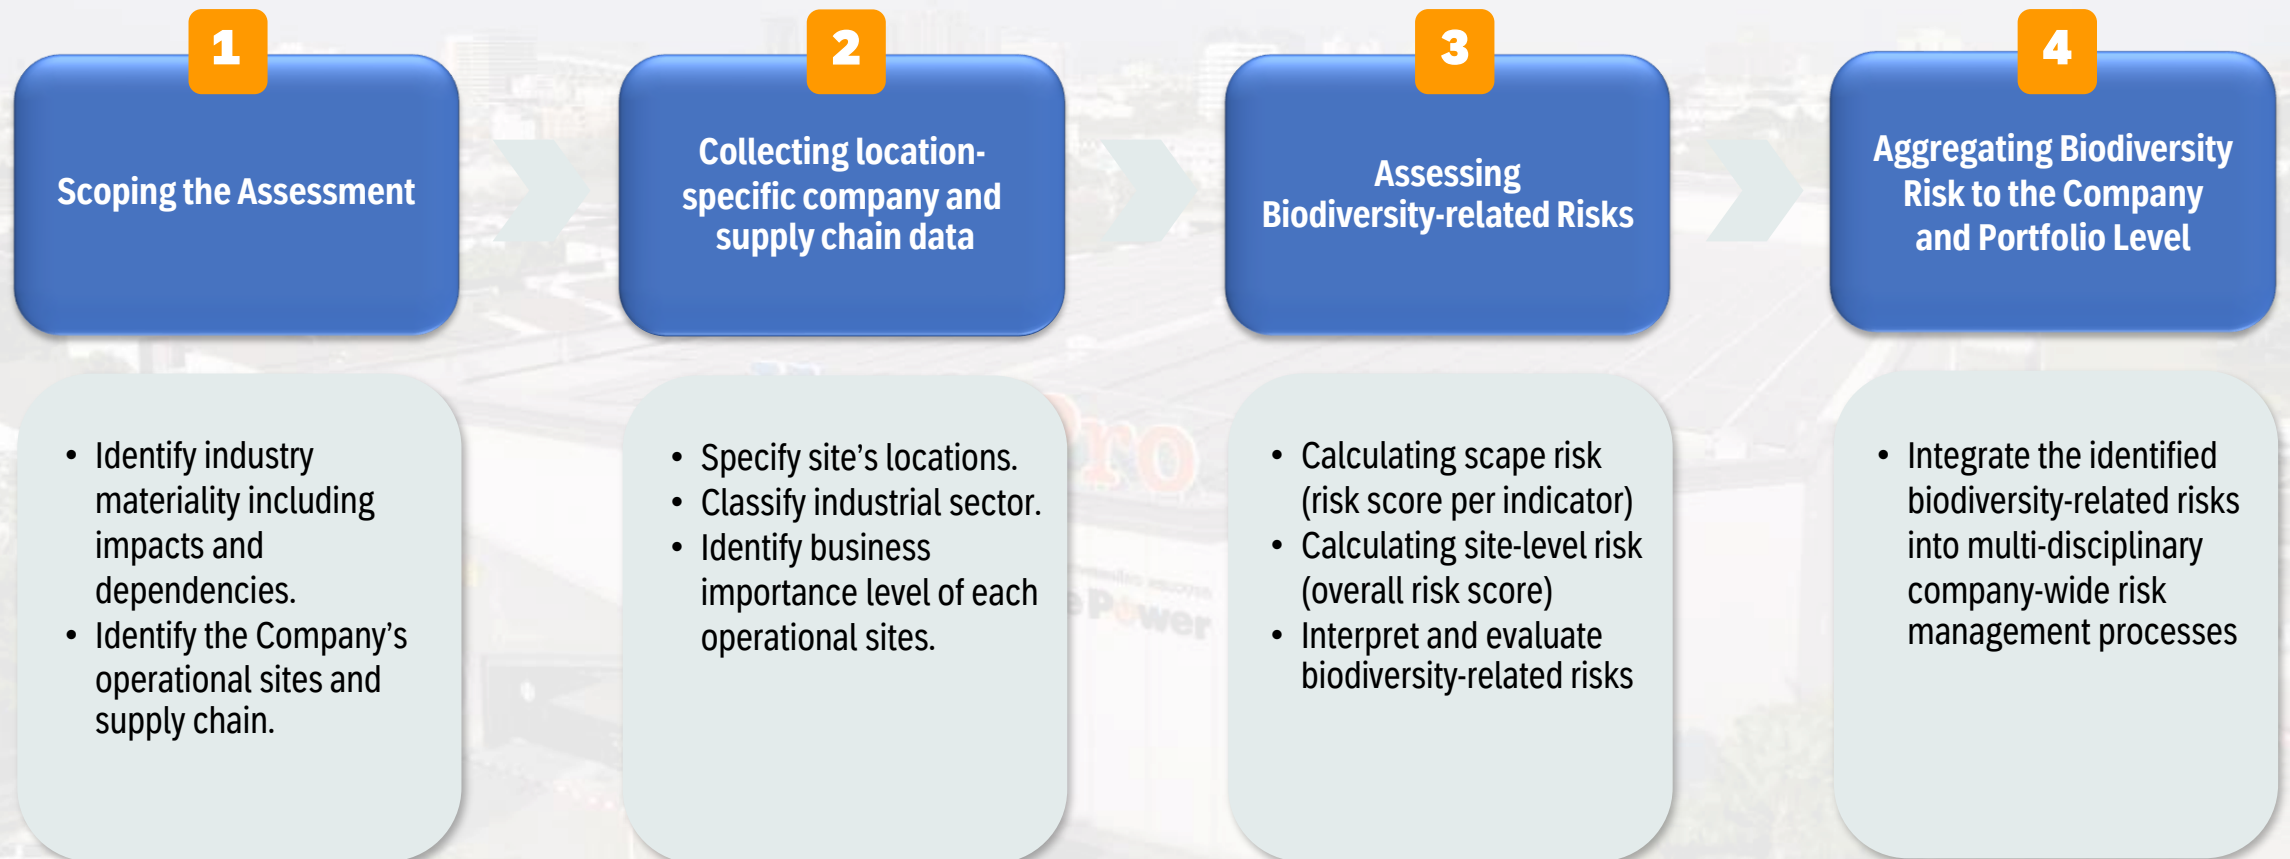 1
Scoping the Assessment
• Identify industry
materiality including
impacts and
dependencies.
• Identify the Company's
operational sites and
supply chain.
2
Collecting location-
specific company and
supply chain data
• Specify site's locations.
• Classify industrial sector.
• Identify business
importance level of each
operational sites.
3
Assessing
Biodiversity-related Risks
• Calculating scape risk
(risk score per indicator)
• Calculating site-level risk
(overall risk score)
• Interpret and evaluate
biodiversity-related risks
4
Aggregating Biodiversity
Risk to the Company
and Portfolio Level
• Integrate the identified
biodiversity-related risks
into multi-disciplinary
company-wide risk
management processes
ro
e Power